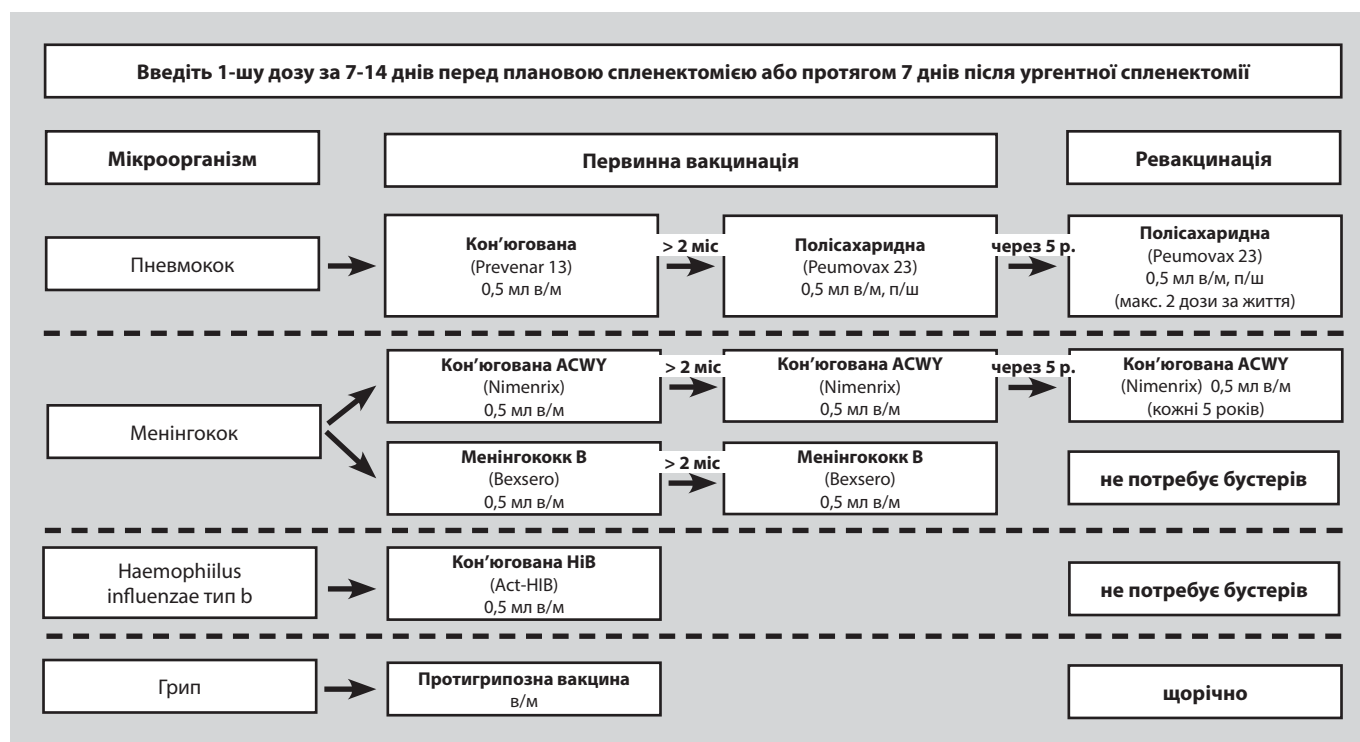 Введіть 1-шу дозу за 7-14 днів перед плановою спленектомією або протягом 7 днів після ургентної спленектомії
Мікроорганізм
Первинна вакцинація
Ревакцинація
Пневмокок
Кон’югована
(Prevenar 13)
0,5 мл в/м
> 2 міс
Полісахаридна
(Peumovax 23)
0,5 мл в/м, п/ш
через 5 р.
Полісахаридна
(Peumovax 23)
0,5 мл в/м, п/ш
(макс. 2 дози за життя)
Менінгокок
Кон’югована ACWY
(Nimenrix)
0,5 мл в/м
> 2 міс
Кон’югована ACWY
(Nimenrix)
0,5 мл в/м
через 5 р.
Кон’югована ACWY
(Nimenrix) 0,5 мл в/м
(кожні 5 років)
Менінгококк В
(Bexsero)
0,5 мл в/м
> 2 міс
Менінгококк В
(Bexsero)
0,5 мл в/м
не потребує бустерів
Haemophiilus
influenzae тип b
Кон’югована HiB
(Act-HIB)
0,5 мл в/м
не потребує бустерів
Грип
Протигрипозна вакцина
в/м
щорічно